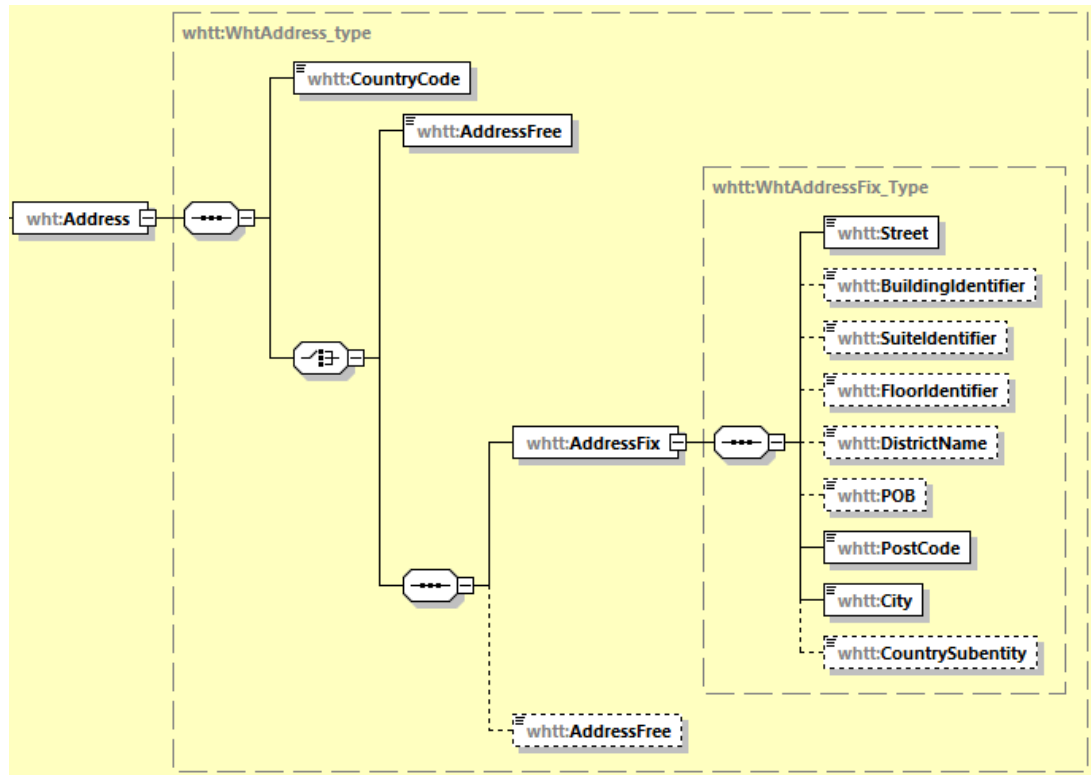 whtt:WhtAddress_type
whtt:CountryCode
whtt:AddressFree
whtt:WhtAddressFix_Type
wht:Address
whtt:Street
whtt:BuildingIdentifier
whtt:SuiteIdentifier
whtt:FloorIdentifier
whtt:AddressFix
whtt:DistrictName
whtt:POB
whtt:PostCode
whtt:City
whtt:CountrySubentity
whtt:AddressFree